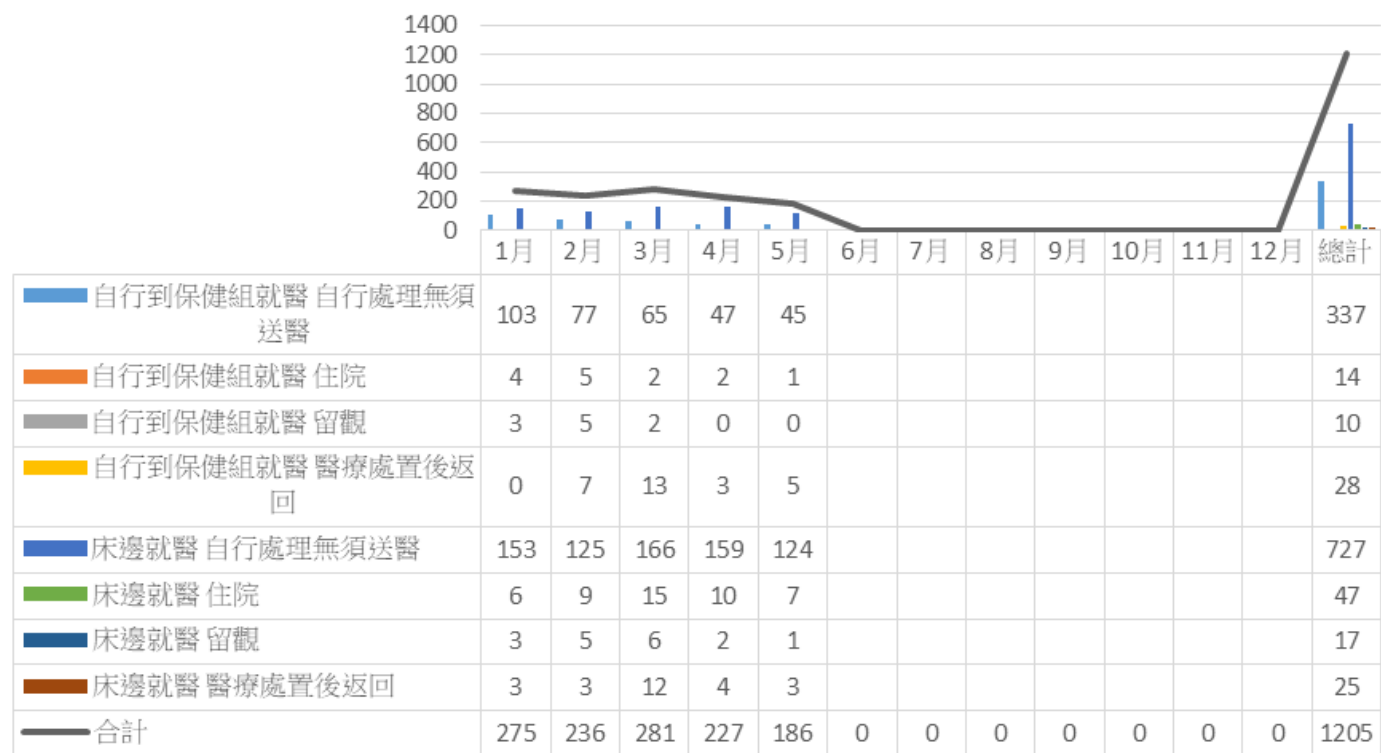 1400
1200
1000
800
600
400
200
0
1月 2月 3月 4月 5月 6月 7月 8月 9月 10月 11月 12月 總計
自行到保健組就醫 自行處理無須
送醫 103 77 65 47 45 337
自行到保健組就醫 住院 4 5 2 2 1 14
自行到保健組就醫 留觀 3 5 2 0 0 10
自行到保健組就醫 醫療處置後返
回 0 7 13 3 5 28
床邊就醫 自行處理無須送醫 153 125 166 159 124 727
床邊就醫 住院 6 9 15 10 7 47
床邊就醫 留觀 3 5 6 2 1 17
床邊就醫 醫療處置後返回 3 3 12 4 3 25
合計 275 236 281 227 186 0 0 0 0 0 0 0 1205